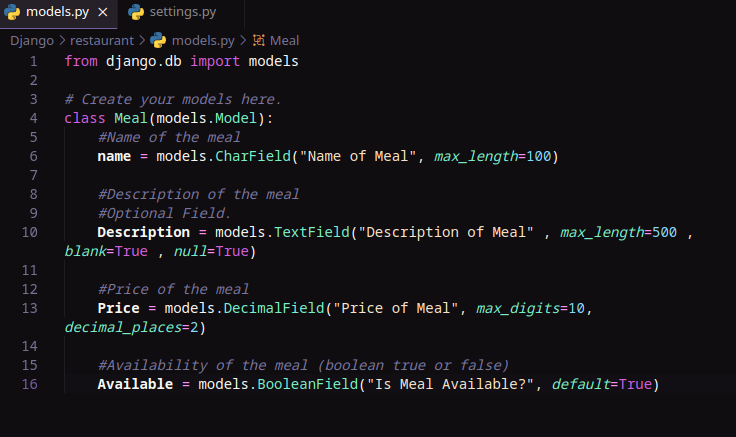 models.py × settings.py
Django > restaurant > models.py > Meal
1 from django.db import models
2
3 # Create your models here.
4 class Meal(models.Model):
5 #Name of the meal
6 name = models.CharField("Name of Meal", max_length=100)
7
8 #Description of the meal
9 #Optional Field.
10 Description = models.TextField("Description of Meal" , max_length=500 ,
blank=True , null=True)
11
12 #Price of the meal
13 Price = models.DecimalField("Price of Meal", max_digits=10,
decimal_places=2)
14
15 #Availability of the meal (boolean true or false)
16 Available = models.BooleanField("Is Meal Available?", default=True)